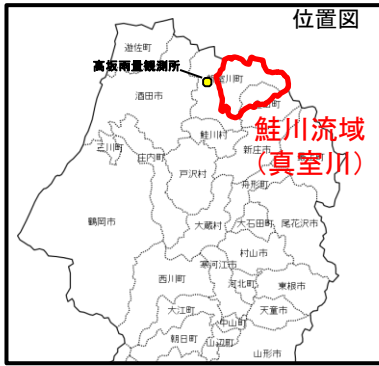 位置図
遊佐町
高坂雨量観測所
酒田市
鮭川流域
(真室川)
鮭川村
新庄市
三川町
庄内町
戸沢村
舟形町
鶴岡市
大蔵村
大石田町
尾花沢市
村山市
寒河江市
西川町
河北町
東根市
大江町
天童市
中山町
朝日町
山辺町
山形市